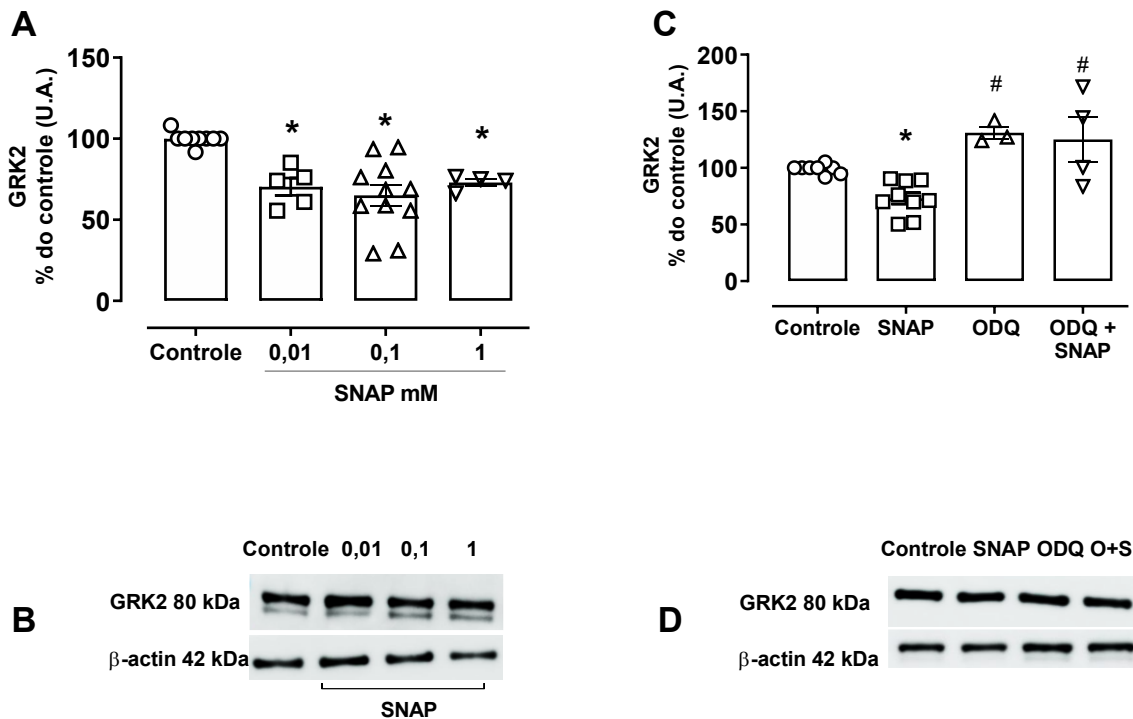 A
GRK2
% do controle (U.A.)
150
100
50
0
* * *
Controle 0,01 0,1 1
SNAP mM
C
GRK2
% do controle (U.A.)
200
150
100
50
0
* # #
Controle SNAP ODQ ODQ +
SNAP
B
Controle 0,01 0,1 1
GRK2 80 kDa
β-actin 42 kDa
SNAP
D
Controle SNAP ODQ O+S
GRK2 80 kDa
β-actin 42 kDa